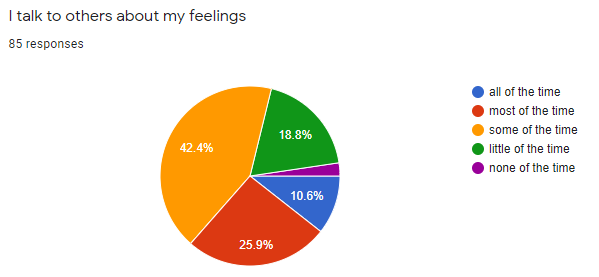 I talk to others about my feelings
85 responses
all of the time
most of the time
some of the time
little of the time
none of the time
18.8%
42.4%
10.6%
25.9%